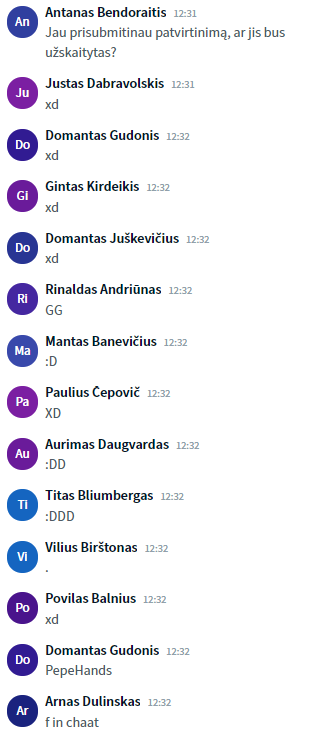 An
Antanas Bendoraitis 12:31
Jau prisubmitinau patvirtinimą, ar jis bus
užskaitytas?
Ju
Justas Dabravolskis 12:31
xd
Do
Domantas Gudonis 12:32
xd
Gi
Gintas Kirdeikis 12:32
xd
Do
Domantas Juškevičius 12:32
xd
Ri
Rinaldas Andriūnas 12:32
GG
Ma
Mantas Banevičius 12:32
:D
Pa
Paulius Čepovič 12:32
XD
Au
Aurimas Daugvardas 12:32
:DD
Ti
Titas Bliumbergas 12:32
:DDD
Vi
Vilius Birštonas 12:32
.
Po
Povilas Balnius 12:32
xd
Do
Domantas Gudonis 12:32
PepeHands
Ar
Arnas Dulinskas 12:32
f in chaat